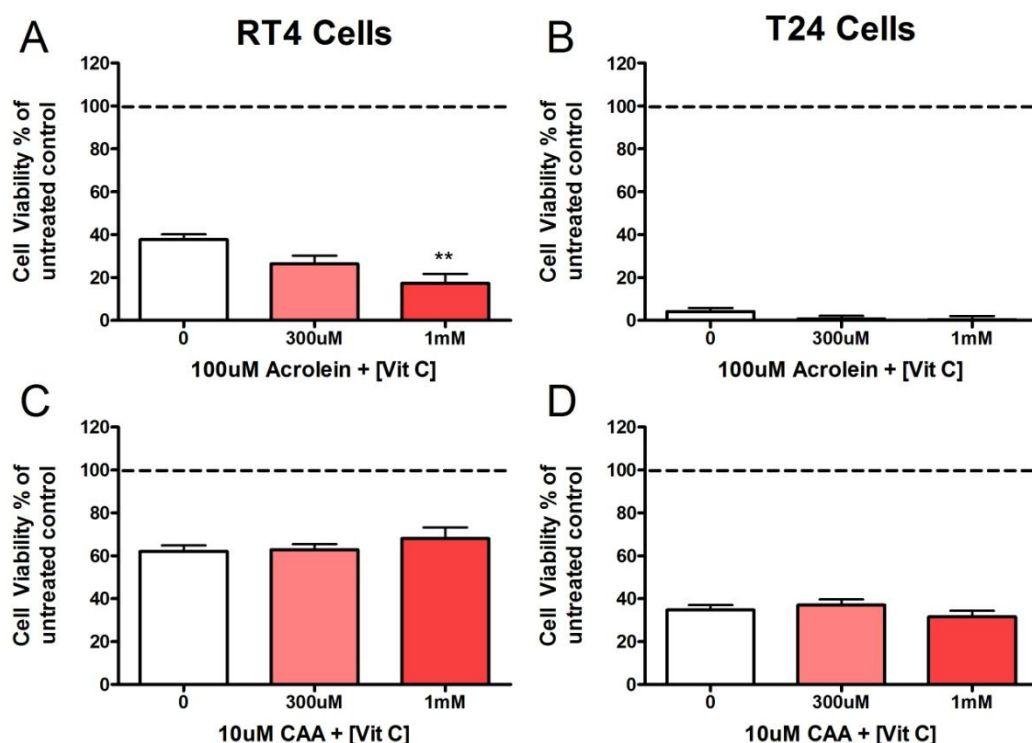 A
RT4 Cells
Cell Viability % of
untreated control
120
100
80
60
40
20
0
**
0
300uM
1mM
100uM Acrolein + [Vit C]
B
T24 Cells
Cell Viability % of
untreated control
120
100
80
60
40
20
0
0
300uM
1mM
100uM Acrolein + [Vit C]
C
Cell Viability % of
untreated control
120
100
80
60
40
20
0
0
300uM
1mM
10uM CAA + [Vit C]
D
Cell Viability % of
untreated control
120
100
80
60
40
20
0
0
300uM
1mM
10uM CAA + [Vit C]